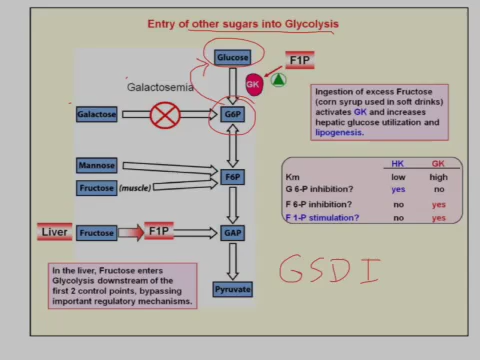 Entry of other sugars into Glycolysis
Glucose
F1P
GK
Galactosemia
Galactose
G6P
Ingestion of excess Fructose
(corn syrup used in soft drinks)
activates GK and increases
hepatic glucose utilization and
lipogenesis.
Mannose
Fructose (muscle)
F6P
HK GK
Km low high
G 6-P inhibition? yes no
F 6-P inhibition? no yes
F 1-P stimulation? no yes
Liver
Fructose
F1P
GAP
In the liver, Fructose enters
Glycolysis downstream of the
first 2 control points, bypassing
important regulatory mechanisms.
Pyruvate
GSDI